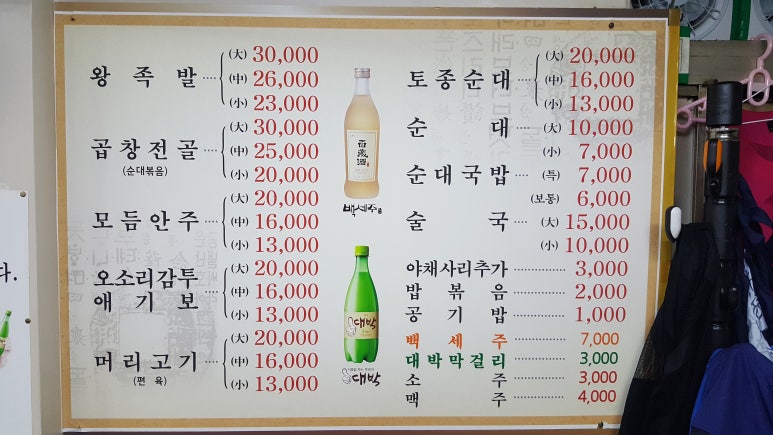 왕족발 (大) 30,000
(中) 26,000
(小) 23,000
곱창전골 (순대볶음) (大) 30,000
(中) 25,000
(小) 20,000
모듬안주 (大) 20,000
(中) 16,000
(小) 13,000
오소리감투 애기보 (大) 20,000
(中) 16,000
(小) 13,000
머리고기 (편육) (大) 20,000
(中) 16,000
(小) 13,000
百歲酒
백세주
대박
대박
토종순대 (大) 20,000
(中) 16,000
(小) 13,000
순대 (大) 10,000
(小) 7,000
순대국밥 (특) 7,000
(보통) 6,000
술국 (大) 15,000
(小) 10,000
야채사리추가 3,000
밥볶음 2,000
공기밥 1,000
백세주 7,000
대박막걸리 3,000
소주 3,000
맥주 4,000
다.